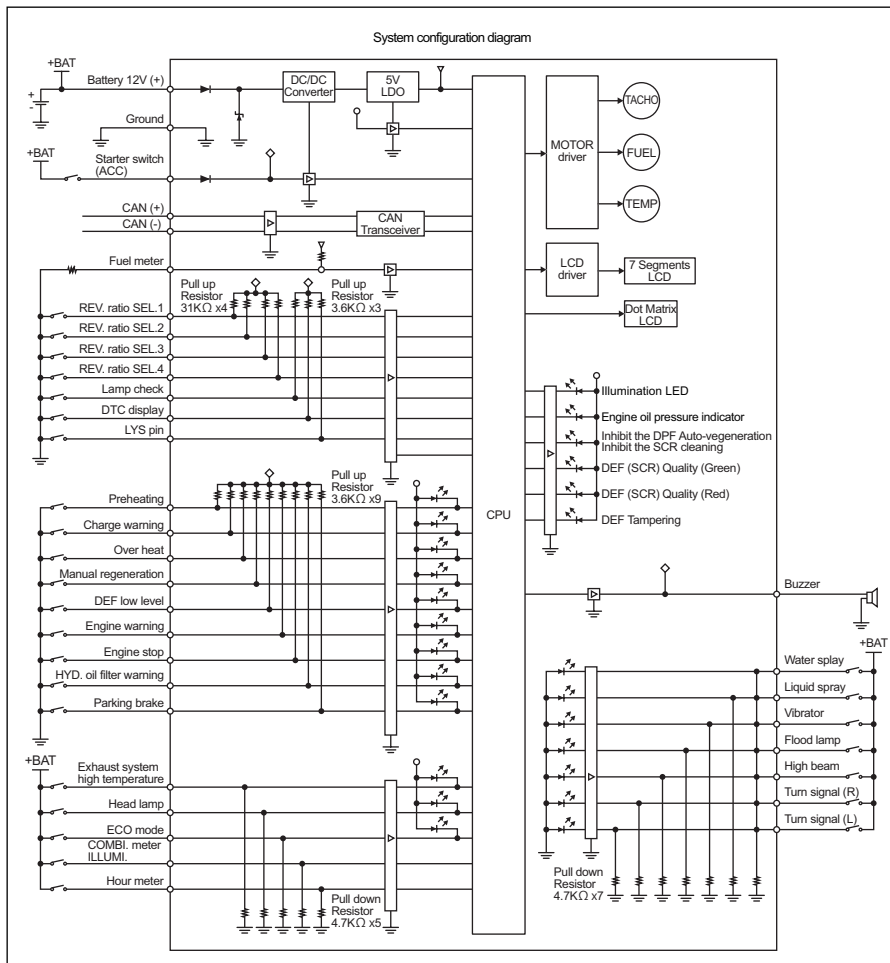 System configuration diagram
+BAT
Battery 12V (+)
+
-
Ground
+BAT
Starter switch
(ACC)
CAN (+)
CAN (-)
Fuel meter
DC/DC
Converter
5V
LDO
CAN
Transceiver
Pull up
Resistor
31KΩ x4
Pull up
Resistor
3.6KΩ x3
REV. ratio SEL.1
REV. ratio SEL.2
REV. ratio SEL.3
REV. ratio SEL.4
Lamp check
DTC display
LYS pin
Pull up
Resistor
3.6KΩ x9
Preheating
Charge warning
Over heat
Manual regeneration
DEF low level
Engine warning
Engine stop
HYD. oil filter warning
Parking brake
+BAT
Exhaust system
high temperature
Head lamp
ECO mode
COMBI. meter
ILLUMI.
Hour meter
Pull down
Resistor
4.7KΩ x5
CPU
MOTOR
driver
TACHO
FUEL
TEMP
LCD
driver
7 Segments
LCD
Dot Matrix
LCD
Illumination LED
Engine oil pressure indicator
Inhibit the DPF Auto-vegeneration
Inhibit the SCR cleaning
DEF (SCR) Quality (Green)
DEF (SCR) Quality (Red)
DEF Tampering
Buzzer
+BAT
Water splay
Liquid spray
Vibrator
Flood lamp
High beam
Turn signal (R)
Turn signal (L)
Pull down
Resistor
4.7KΩ x7